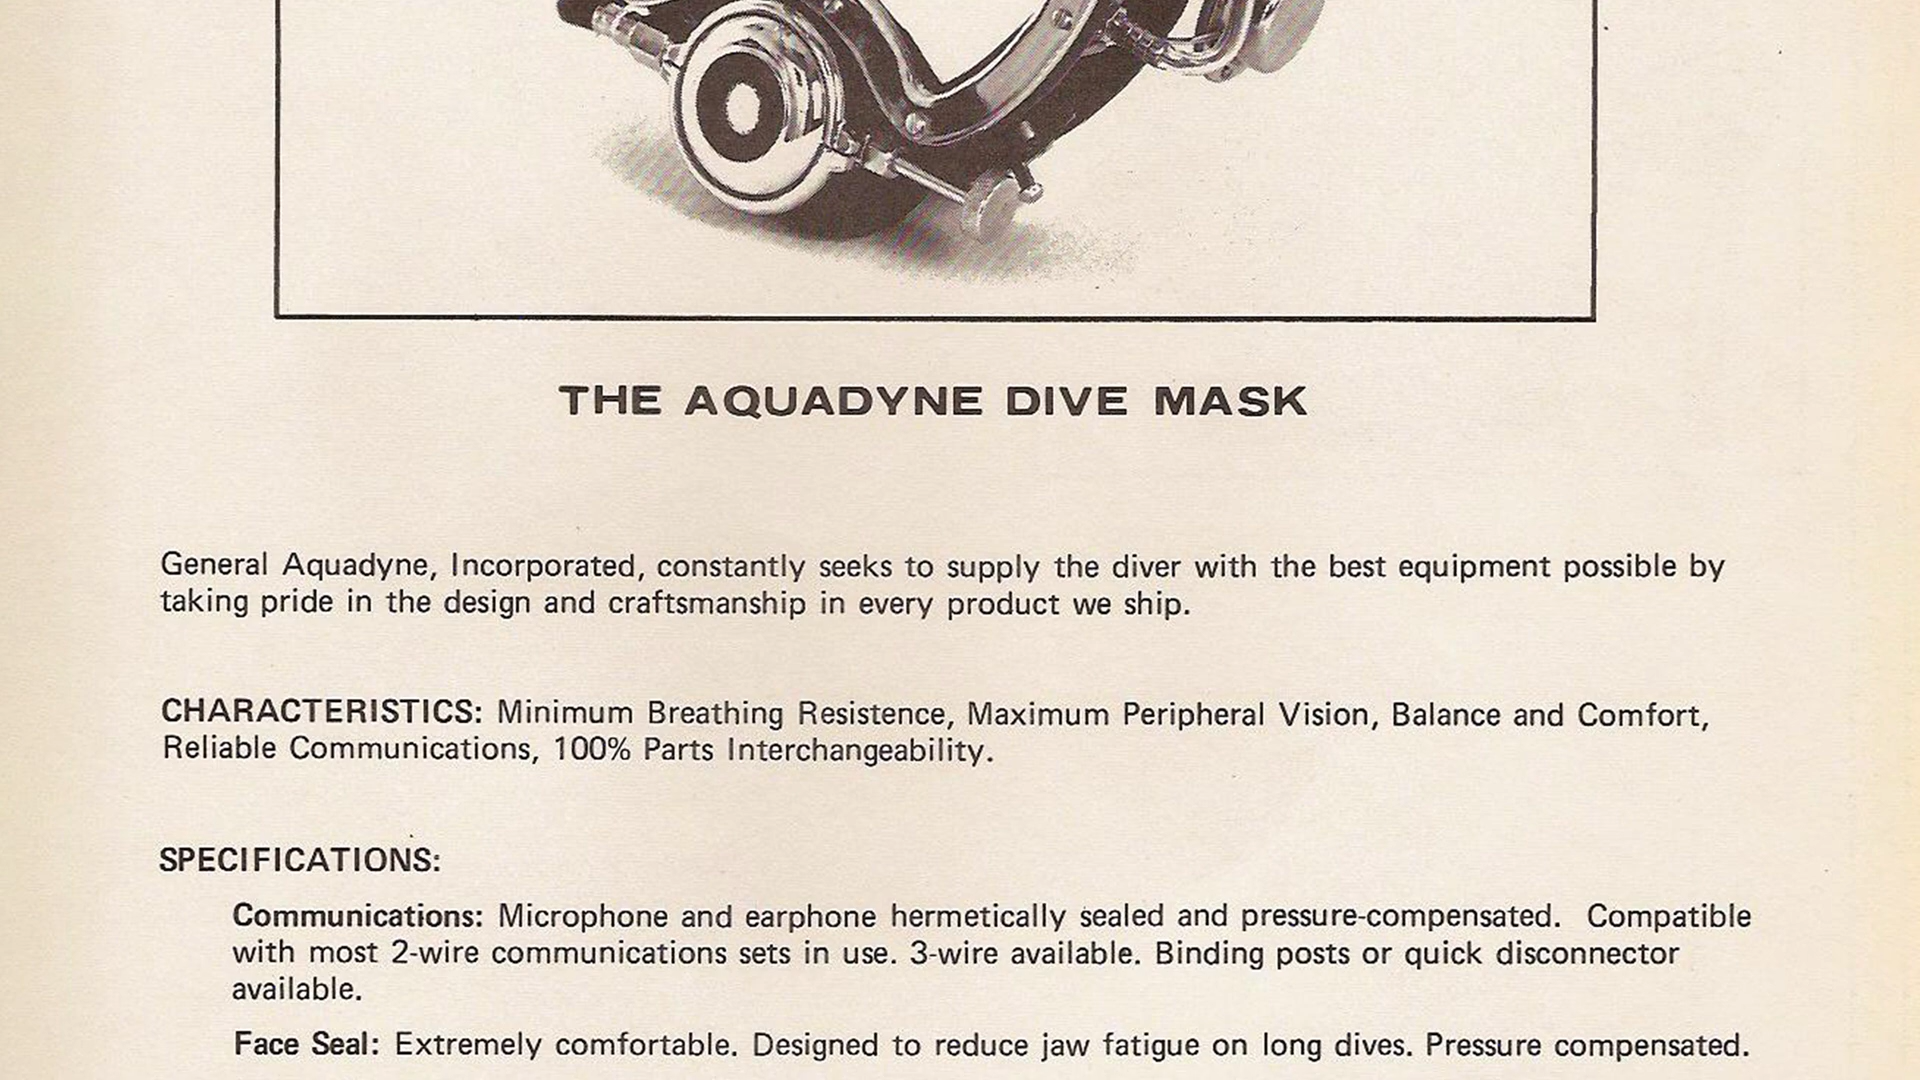 THE AQUADYNE DIVE MASK
General Aquadyne, Incorporated, constantly seeks to supply the diver with the best equipment possible by
taking pride in the design and craftsmanship in every product we ship.
CHARACTERISTICS: Minimum Breathing Resistence, Maximum Peripheral Vision, Balance and Comfort,
Reliable Communications, 100% Parts Interchangeability.
SPECIFICATIONS:
Communications: Microphone and earphone hermetically sealed and pressure-compensated. Compatible
with most 2-wire communications sets in use. 3-wire available. Binding posts or quick disconnector
available.
Face Seal: Extremely comfortable. Designed to reduce jaw fatigue on long dives. Pressure compensated.